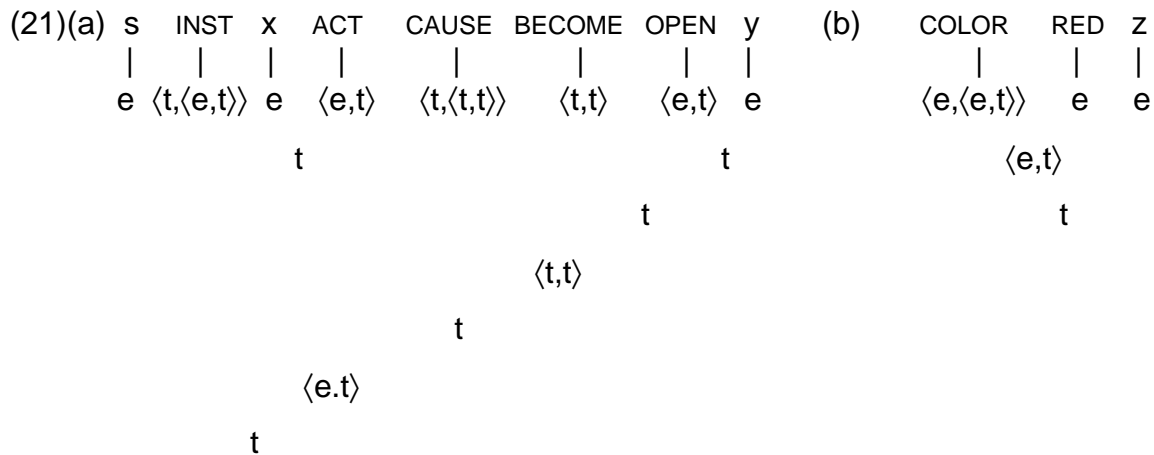 (21)(a) s INST x ACT CAUSE BECOME OPEN y (b) COLOR RED z
e ⟨t,⟨e,t⟩⟩ e ⟨e,t⟩ ⟨t,⟨t,t⟩⟩ ⟨t,t⟩ ⟨e,t⟩ e ⟨e,⟨e,t⟩⟩ e e
t t ⟨e,t⟩
t t
⟨t,t⟩
t
⟨e.t⟩
t